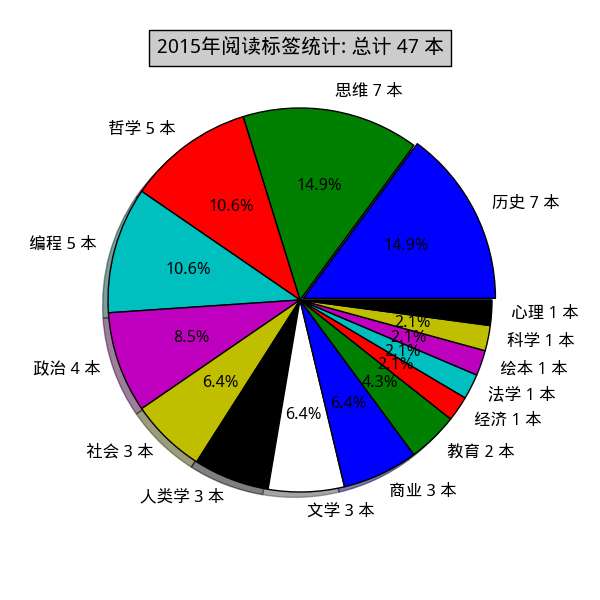 2015年阅读标签统计: 总计 47 本
思维 7 本
哲学 5 本
历史 7 本
编程 5 本
政治 4 本
社会 3 本
人类学 3 本
文学 3 本
商业 3 本
教育 2 本
经济 1 本
法学 1 本
绘本 1 本
科学 1 本
心理 1 本
14.9%
14.9%
10.6%
10.6%
8.5%
6.4%
6.4%
6.4%
4.3%
2.1%
2.1%
2.1%
2.1%